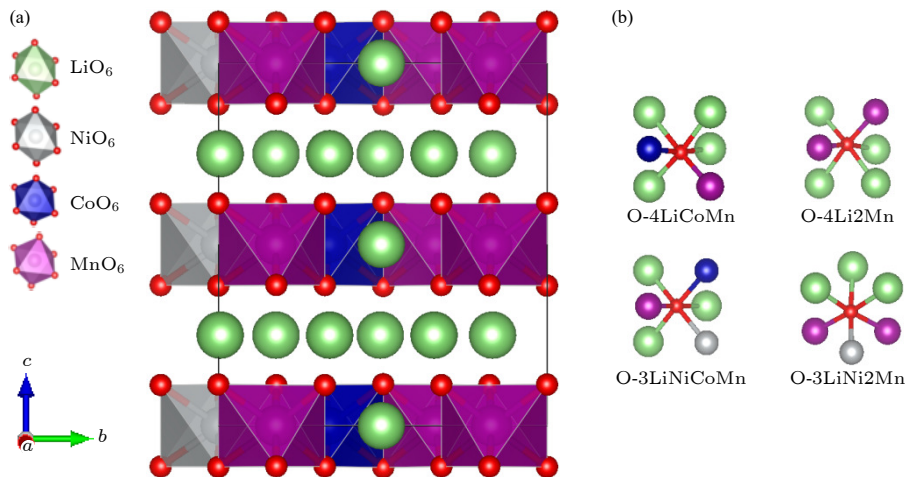 (a)
LiO₆
NiO₆
CoO₆
MnO₆
c
b
a
(b)
O-4LiCoMn
O-4Li2Mn
O-3LiNiCoMn
O-3LiNi2Mn